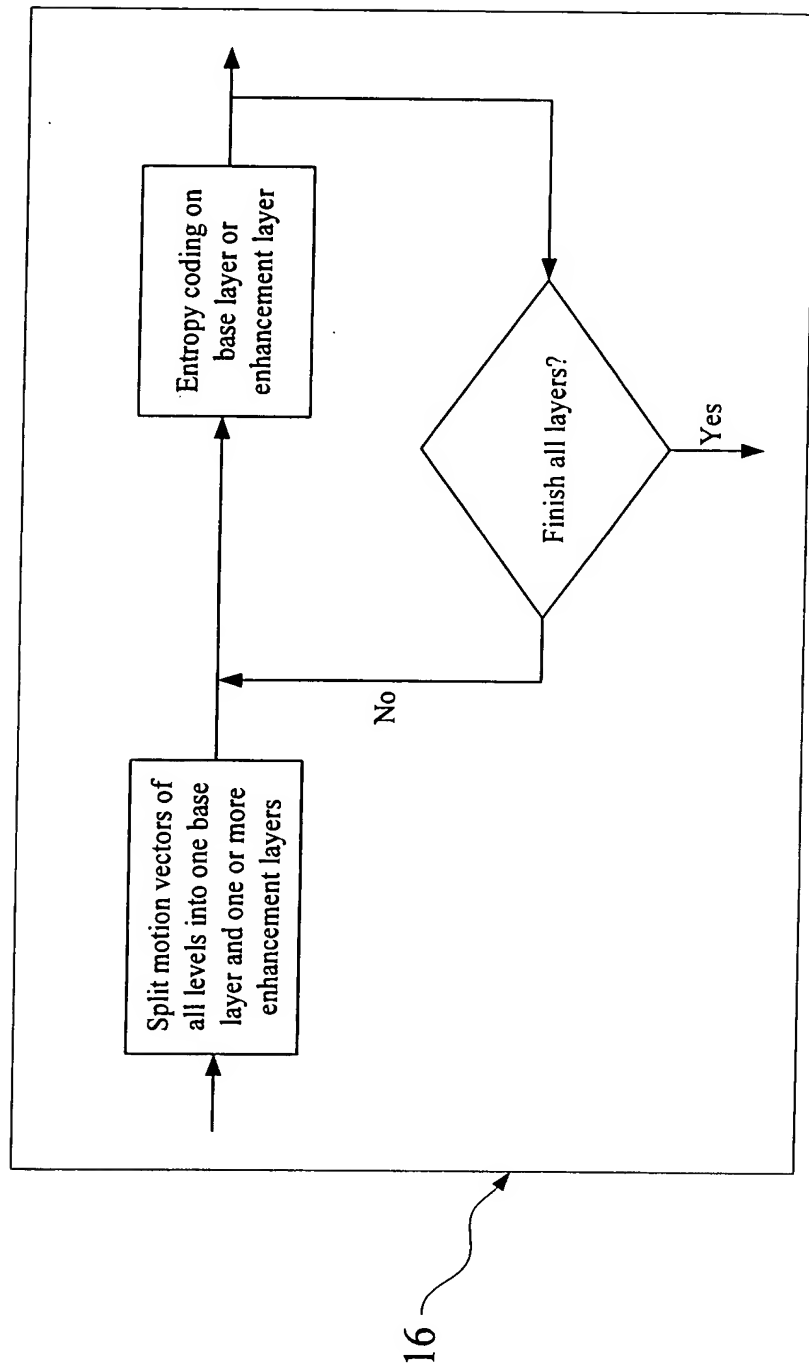 Split motion vectors of
all levels into one base
layer and one or more
enhancement layers
Entropy coding on
base layer or
enhancement layer
Finish all layers?
No
Yes
16